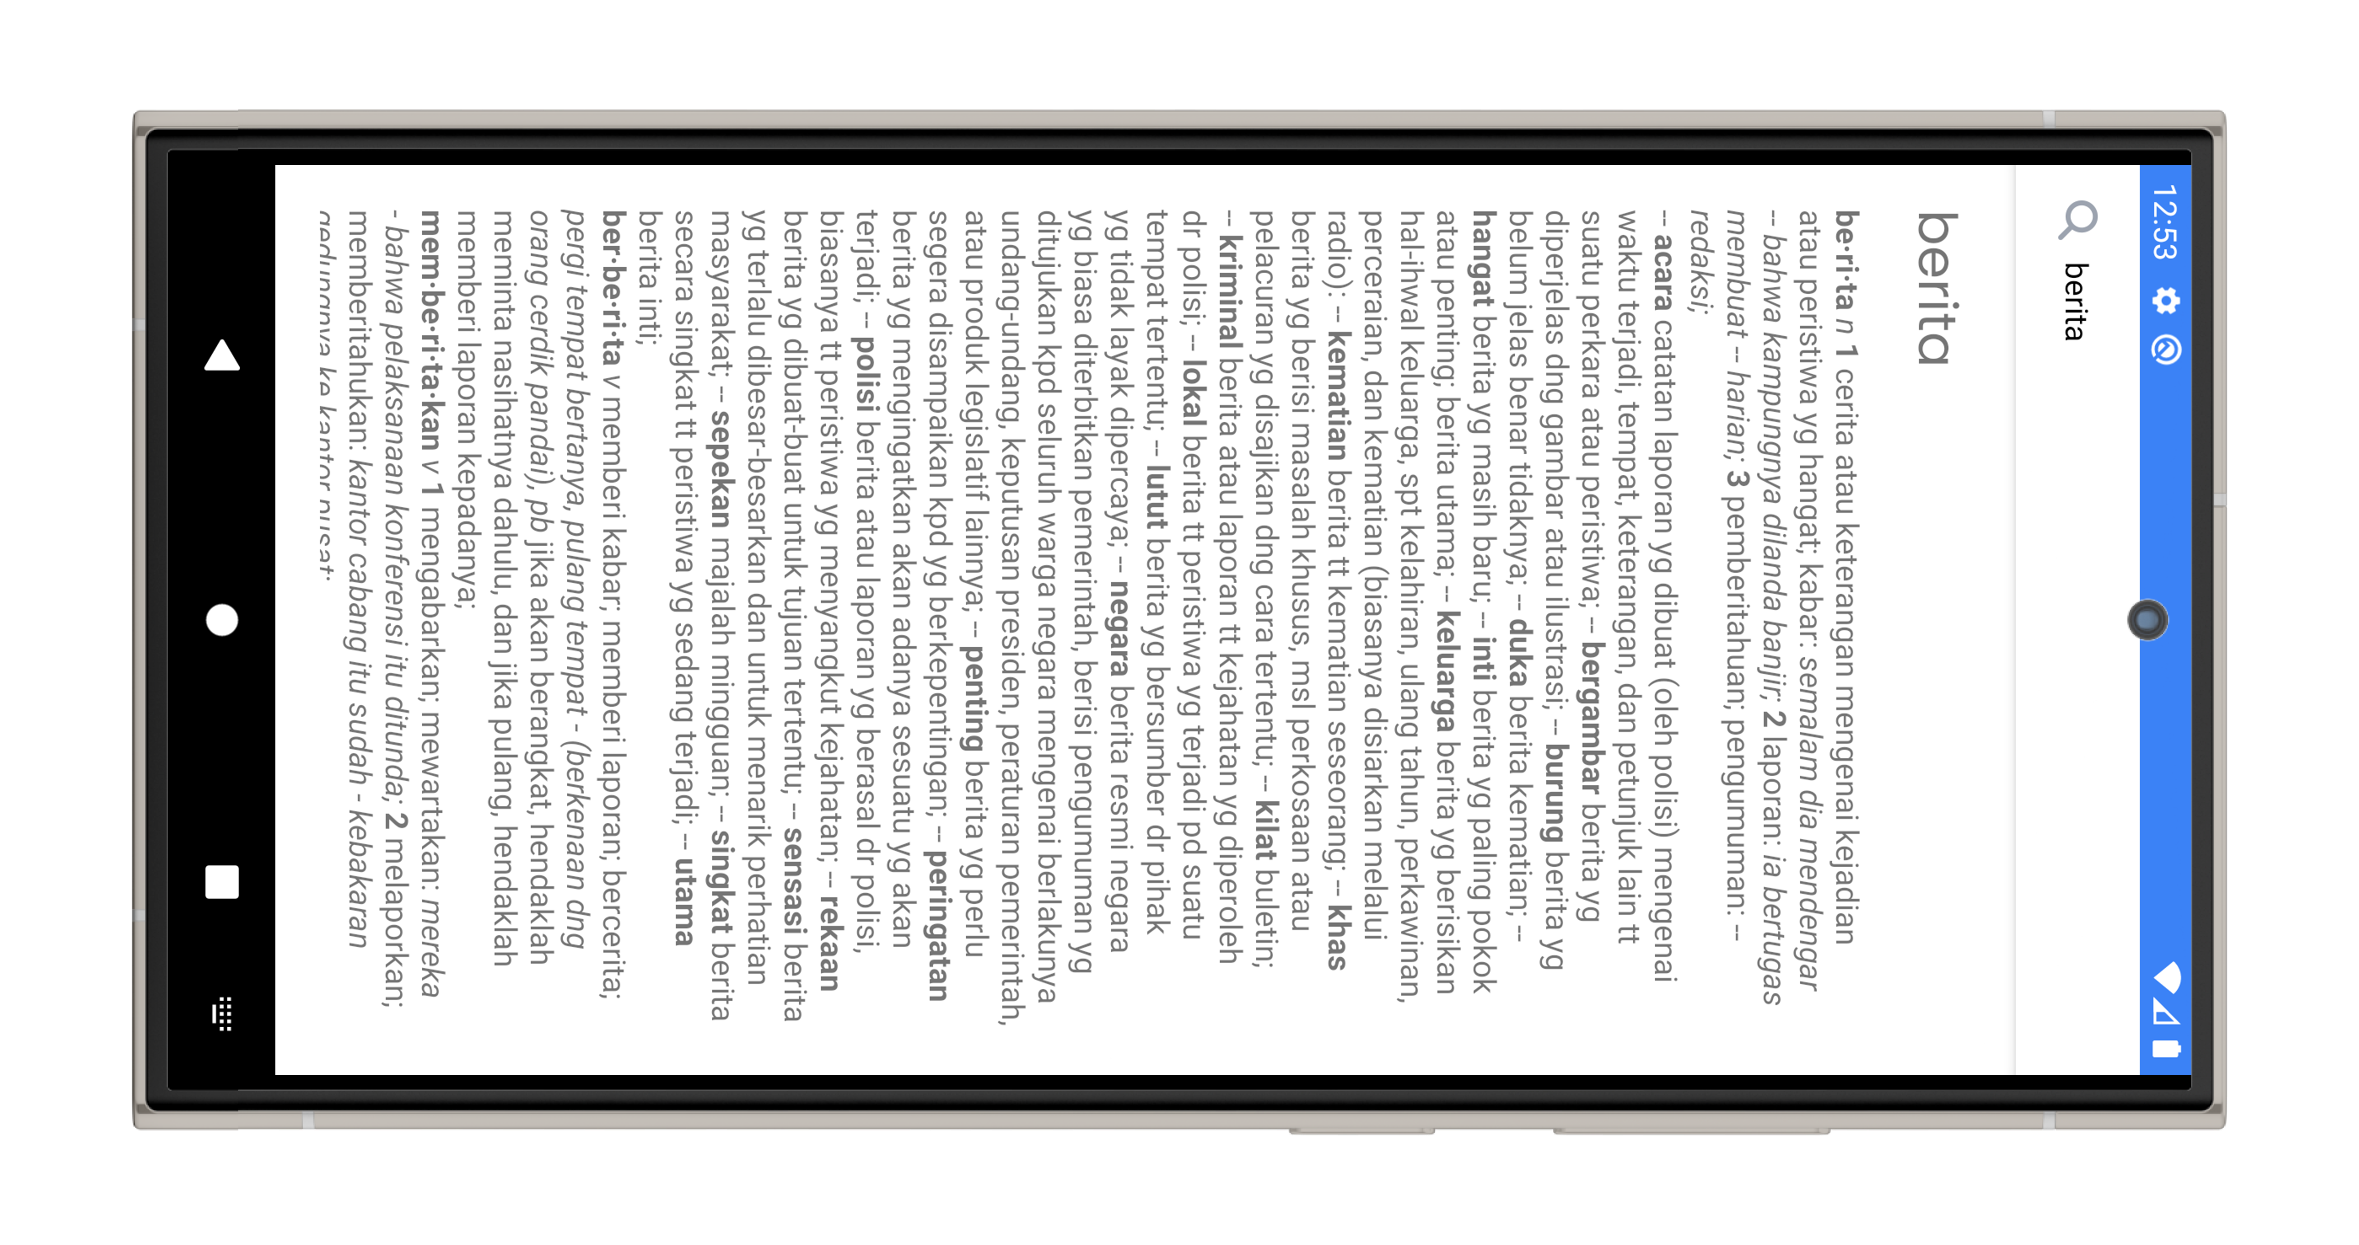 12:53
berita
berita
be·ri·ta n 1 cerita atau keterangan mengenai kejadian
atau peristiwa yg hangat; kabar: semalam dia mendengar
-- bahwa kampungnya dilanda banjir; 2 laporan: ia bertugas
membuat -- harian; 3 pemberitahuan; pengumuman: --
redaksi;
-- acara catatan laporan yg dibuat (oleh polisi) mengenai
waktu terjadi, tempat, keterangan, dan petunjuk lain tt
suatu perkara atau peristiwa; -- bergambar berita yg
diperjelas dng gambar atau ilustrasi; -- burung berita yg
belum jelas benar tidaknya; -- duka berita kematian; --
hangat berita yg masih baru; -- inti berita yg paling pokok
atau penting; berita utama; -- keluarga berita yg berisikan
hal-ihwal keluarga, spt kelahiran, ulang tahun, perkawinan,
perceraian, dan kematian (biasanya disiarkan melalui
radio): -- kematian berita tt kematian seseorang; -- khas
berita yg berisi masalah khusus, msl perkosaan atau
pelacuran yg disajikan dng cara tertentu; -- kilat buletin;
-- kriminal berita atau laporan tt kejahatan yg diperoleh
dr polisi; -- lokal berita tt peristiwa yg terjadi pd suatu
tempat tertentu; -- lutut berita yg bersumber dr pihak
yg tidak layak dipercaya; -- negara berita resmi negara
yg biasa diterbitkan pemerintah, berisi pengumuman yg
ditujukan kpd seluruh warga negara mengenai berlakunya
undang-undang, keputusan presiden, peraturan pemerintah,
atau produk legislatif lainnya; -- penting berita yg perlu
segera disampaikan kpd yg berkepentingan; -- peringatan
berita yg mengingatkan akan adanya sesuatu yg akan
terjadi; -- polisi berita atau laporan yg berasal dr polisi,
biasanya tt peristiwa yg menyangkut kejahatan; -- rekaan
berita yg dibuat-buat untuk tujuan tertentu; -- sensasi berita
yg terlalu dibesar-besarkan dan untuk menarik perhatian
masyarakat; -- sepekan majalah mingguan; -- singkat berita
secara singkat tt peristiwa yg sedang terjadi; -- utama
berita inti;
ber·be·ri·ta v memberi kabar; memberi laporan; bercerita;
pergi tempat bertanya, pulang tempat - (berkenaan dng
orang cerdik pandai), pb jika akan berangkat, hendaklah
meminta nasihatnya dahulu, dan jika pulang, hendaklah
memberi laporan kepadanya;
mem·be·ri·ta·kan v 1 mengabarkan; mewartakan: mereka
- bahwa pelaksanaan konferensi itu ditunda; 2 melaporkan;
memberitahukan: kantor cabang itu sudah - kebakaran
gedungnya ke kantor pusat;